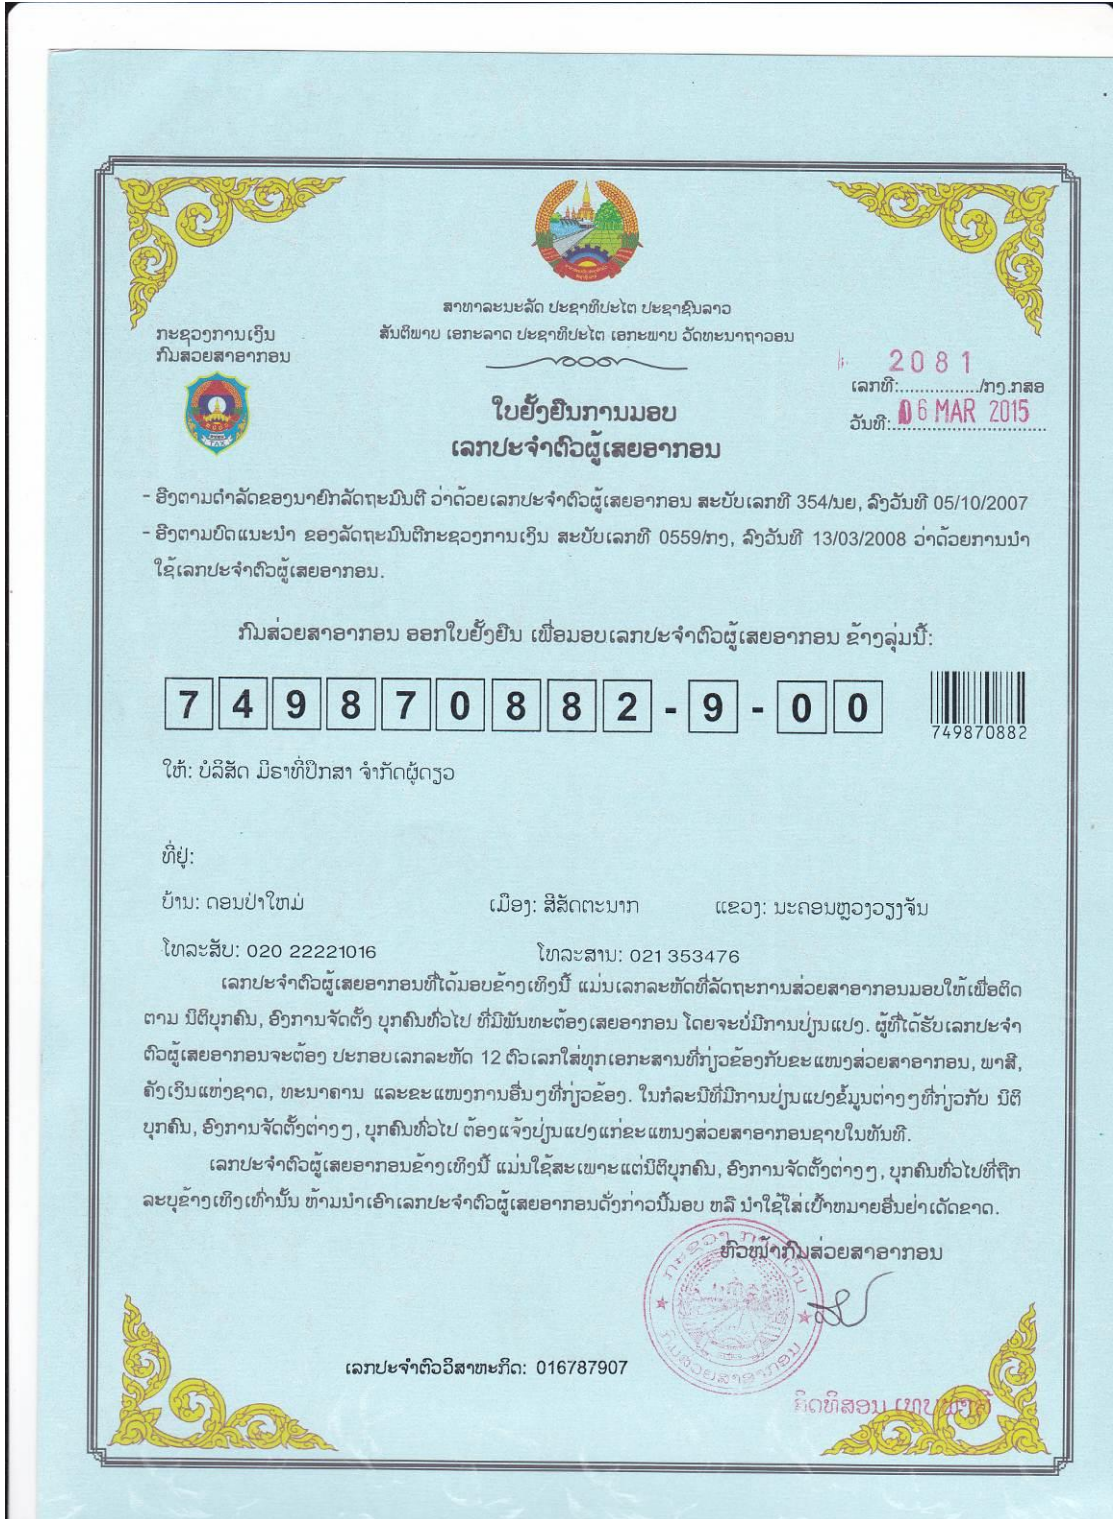 ສາທາລະນະລັດ ປະຊາທິປະໄຕ ປະຊາຊົນລາວ
ສັນຕິພາບ ເອກະລາດ ປະຊາທິປະໄຕ ເອກະພາບ ວັດທະນາຖາວອນ
ກະຊວງການເງິນ
ກົມສ່ວຍສາອາກອນ
2081
ເລກທີ:.............../ກງ.ກສອ
ວັນທີ: 06 MAR 2015
ໃບຢັ້ງຢືນການມອບ
ເລກປະຈຳຕົວຜູ້ເສຍອາກອນ
- ອີງຕາມດຳລັດຂອງນາຍົກລັດຖະມົນຕີ ວ່າດ້ວຍເລກປະຈຳຕົວຜູ້ເສຍອາກອນ ສະບັບເລກທີ 354/ນຍ, ລົງວັນທີ 05/10/2007
- ອີງຕາມບົດແນະນຳ ຂອງລັດຖະມົນຕີກະຊວງການເງິນ ສະບັບເລກທີ 0559/ກງ, ລົງວັນທີ 13/03/2008 ວ່າດ້ວຍການນຳ
ໃຊ້ເລກປະຈຳຕົວຜູ້ເສຍອາກອນ.
ກົມສ່ວຍສາອາກອນ ອອກໃບຢັ້ງຢືນ ເພື່ອມອບເລກປະຈຳຕົວຜູ້ເສຍອາກອນ ຂ້າງລຸ່ມນີ້:
749870882-9-00
749870882
ໃຫ້: ບໍລິສັດ ມິຣາທີ່ປຶກສາ ຈຳກັດຜູ້ດຽວ
ທີ່ຢູ່:
ບ້ານ: ດອນປ່າໃຫມ່ ເມືອງ: ສີສັດຕະນາກ ແຂວງ: ນະຄອນຫຼວງວຽງຈັນ
ໂທລະສັບ: 020 22221016 ໂທລະສານ: 021 353476
ເລກປະຈຳຕົວຜູ້ເສຍອາກອນທີ່ໄດ້ມອບຂ້າງເທິງນີ້ ແມ່ນເລກລະຫັດທີ່ລັດຖະການສ່ວຍສາອາກອນມອບໃຫ້ເພື່ອຕິດ
ຕາມ ນິຕິບຸກຄົນ, ອົງການຈັດຕັ້ງ ບຸກຄົນທົ່ວໄປ ທີ່ມີພັນທະຕ້ອງເສຍອາກອນ ໂດຍຈະບໍ່ມີການປ່ຽນແປງ. ຜູ້ທີ່ໄດ້ຮັບເລກປະຈຳ
ຕົວຜູ້ເສຍອາກອນຈະຕ້ອງ ປະກອບເລກລະຫັດ 12 ຕົວເລກໃສ່ທຸກເອກະສານທີ່ກ່ຽວຂ້ອງກັບຂະແໜງສ່ວຍສາອາກອນ, ພາສີ,
ຄັງເງິນແຫ່ງຊາດ, ທະນາຄານ ແລະຂະແໜງການອື່ນໆທີ່ກ່ຽວຂ້ອງ. ໃນກໍລະນີທີ່ມີການປ່ຽນແປງຂໍ້ມູນຕ່າງໆທີ່ກ່ຽວກັບ ນິຕິ
ບຸກຄົນ, ອົງການຈັດຕັ້ງຕ່າງໆ, ບຸກຄົນທົ່ວໄປ ຕ້ອງແຈ້ງປ່ຽນແປງແກ່ຂະແຫນງສ່ວຍສາອາກອນຊາບໃນທັນທີ.
ເລກປະຈຳຕົວຜູ້ເສຍອາກອນຂ້າງເທິງນີ້ ແມ່ນໃຊ້ສະເພາະແຕ່ນິຕິບຸກຄົນ, ອົງການຈັດຕັ້ງຕ່າງໆ, ບຸກຄົນທົ່ວໄປທີ່ຖືກ
ລະບຸຂ້າງເທິງເທົ່ານັ້ນ ຫ້າມນຳເອົາເລກປະຈຳຕົວຜູ້ເສຍອາກອນດັ່ງກ່າວນີ້ມອບ ຫລື ນຳໃຊ້ໃສ່ເປົ້າຫມາຍອື່ນຢ່າເດັດຂາດ.
ຫົວໜ້າກົມສ່ວຍສາອາກອນ
ກະຊວງ ການເງິນ
ກົມສ່ວຍສາອາກອນ
ເລກປະຈຳຕົວວິສາຫະກິດ: 016787907